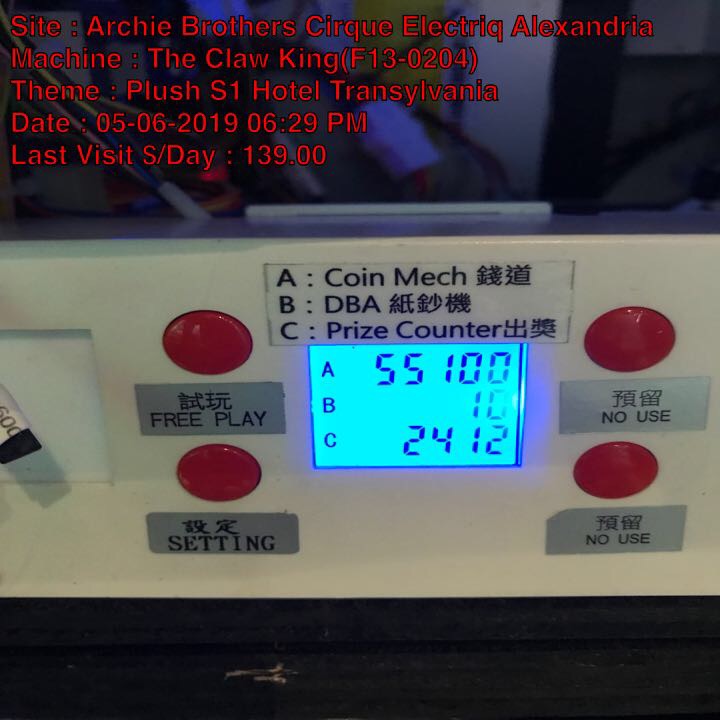 Site : Archie Brothers Cirque Electriq Alexandria
Machine : The Claw King(F13-0204)
Theme : Plush S1 Hotel Transylvania
Date : 05-06-2019 06:29 PM
Last Visit S/Day : 139.00
A : Coin Mech 錢道
B : DBA 紙鈔機
C : Prize Counter出獎
A 55100
B 10
C 2412
試玩
FREE PLAY
預留
NO USE
設定
SETTING
預留
NO USE